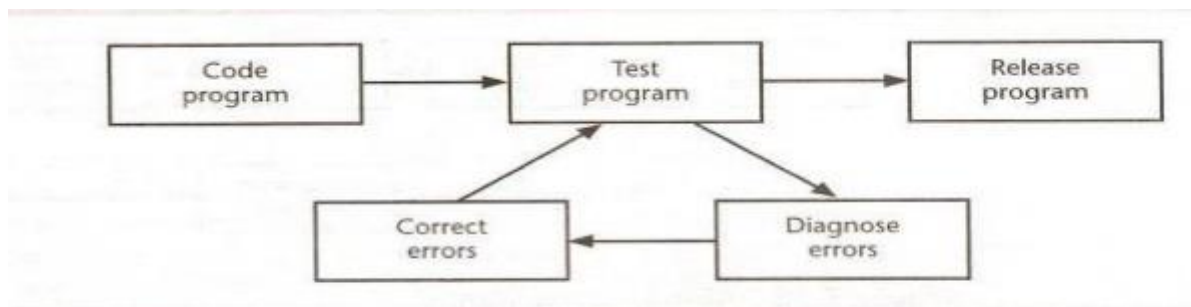 Code
program
Test
program
Release
program
Correct
errors
Diagnose
errors